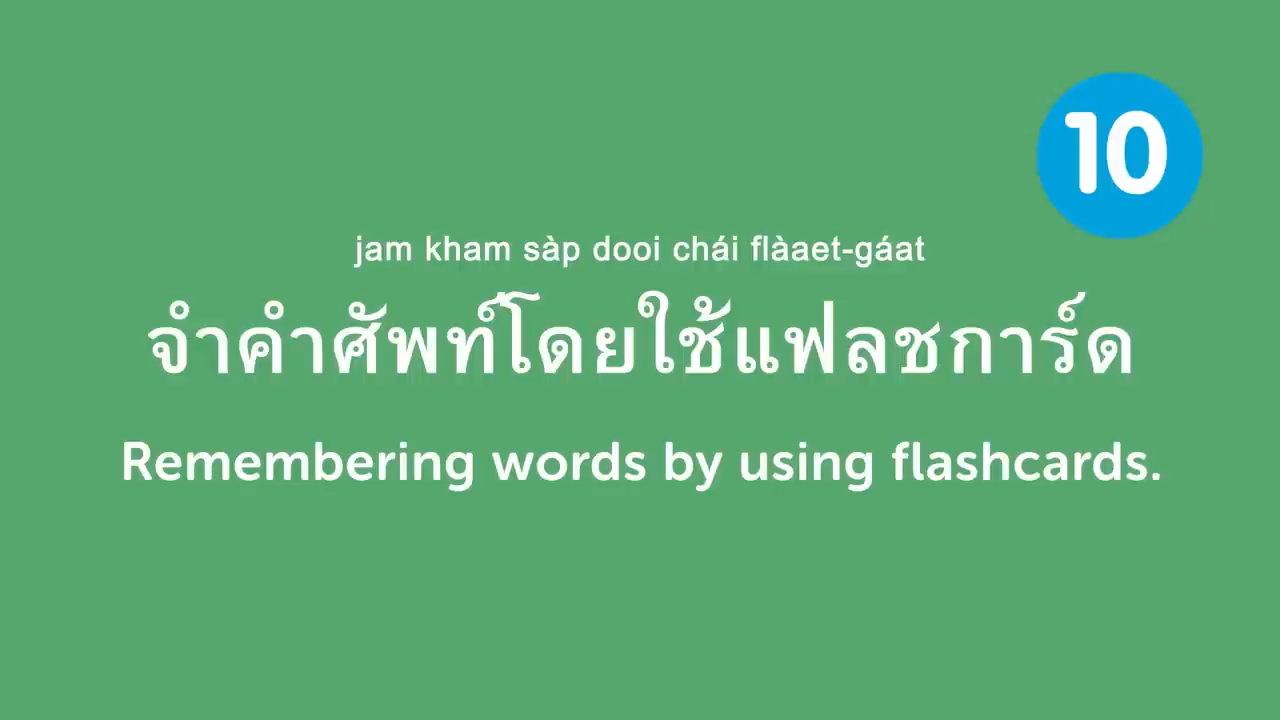 10
jam kham sàp dooi chái flàaet-gáat
จำคำศัพท์โดยใช้แฟลชการ์ด
Remembering words by using flashcards.